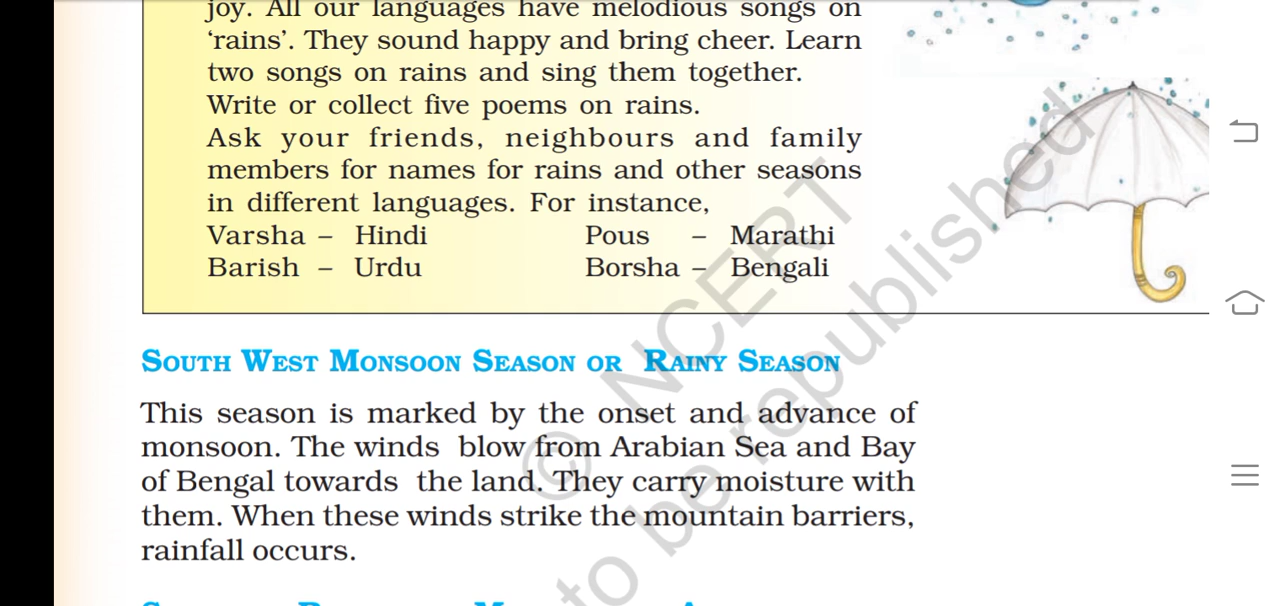 joy. All our languages have melodious songs on
‘rains’. They sound happy and bring cheer. Learn
two songs on rains and sing them together.
Write or collect five poems on rains.
Ask your friends, neighbours and family
members for names for rains and other seasons
in different languages. For instance,
Varsha – Hindi Pous – Marathi
Barish – Urdu Borsha – Bengali
SOUTH WEST MONSOON SEASON OR RAINY SEASON
This season is marked by the onset and advance of
monsoon. The winds blow from Arabian Sea and Bay
of Bengal towards the land. They carry moisture with
them. When these winds strike the mountain barriers,
rainfall occurs.
© NCERT
to be republished